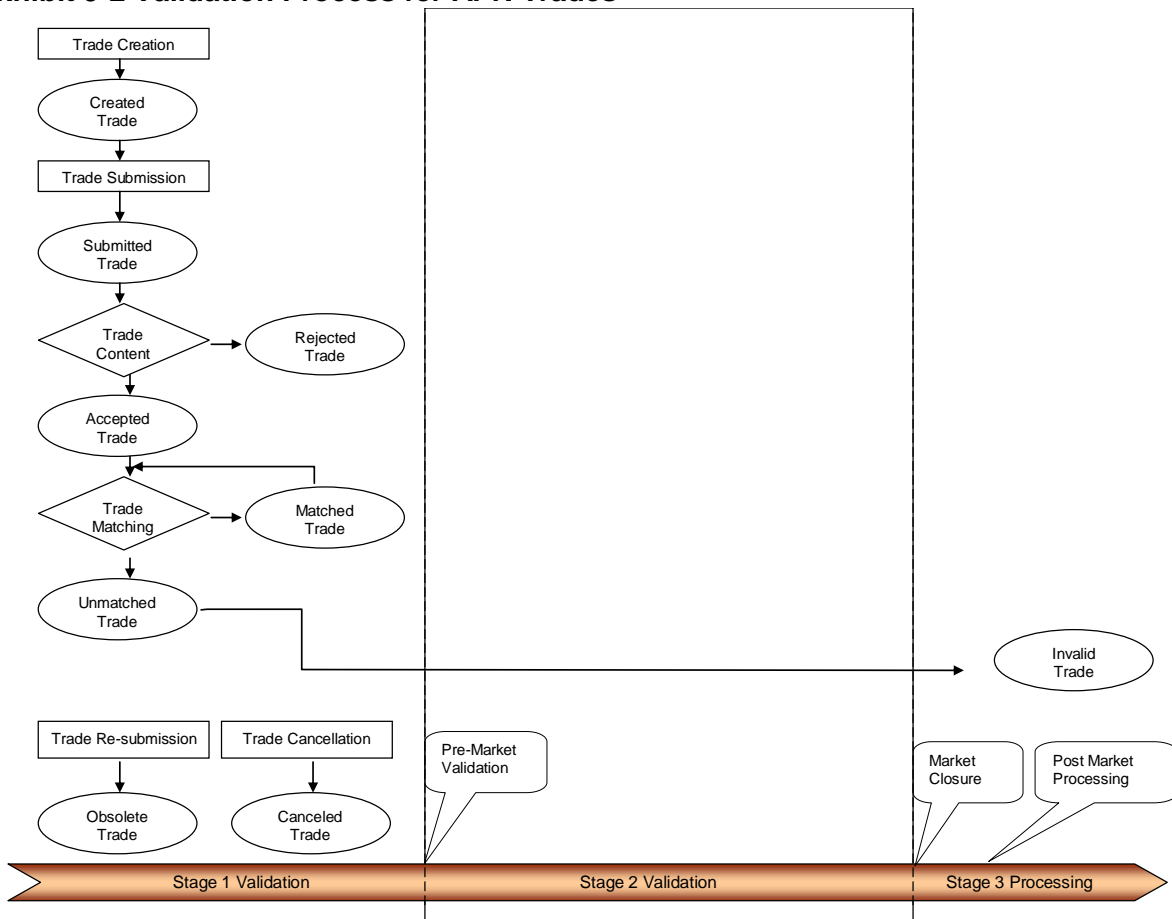 Trade Creation
Created
Trade
Trade Submission
Submitted
Trade
Trade
Content
Rejected
Trade
Accepted
Trade
Trade
Matching
Matched
Trade
Unmatched
Trade
Invalid
Trade
Trade Re-submission
Trade Cancellation
Pre-Market
Validation
Market
Closure
Post Market
Processing
Obsolete
Trade
Canceled
Trade
Stage 1 Validation
Stage 2 Validation
Stage 3 Processing